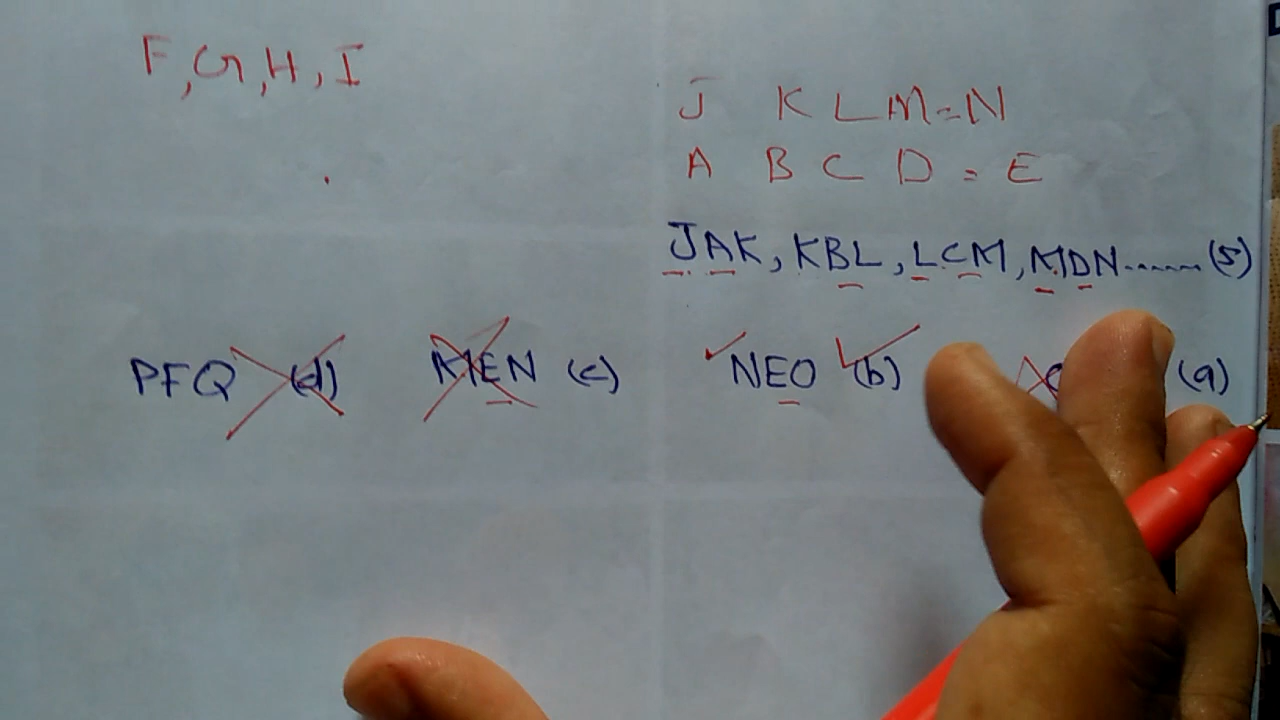 F, G, H, I
J K L M = N
A B C D = E
JAK, KBL, LCM, MDN...... (5)
PFQ (d) MEN (c) NEO (b) (a)